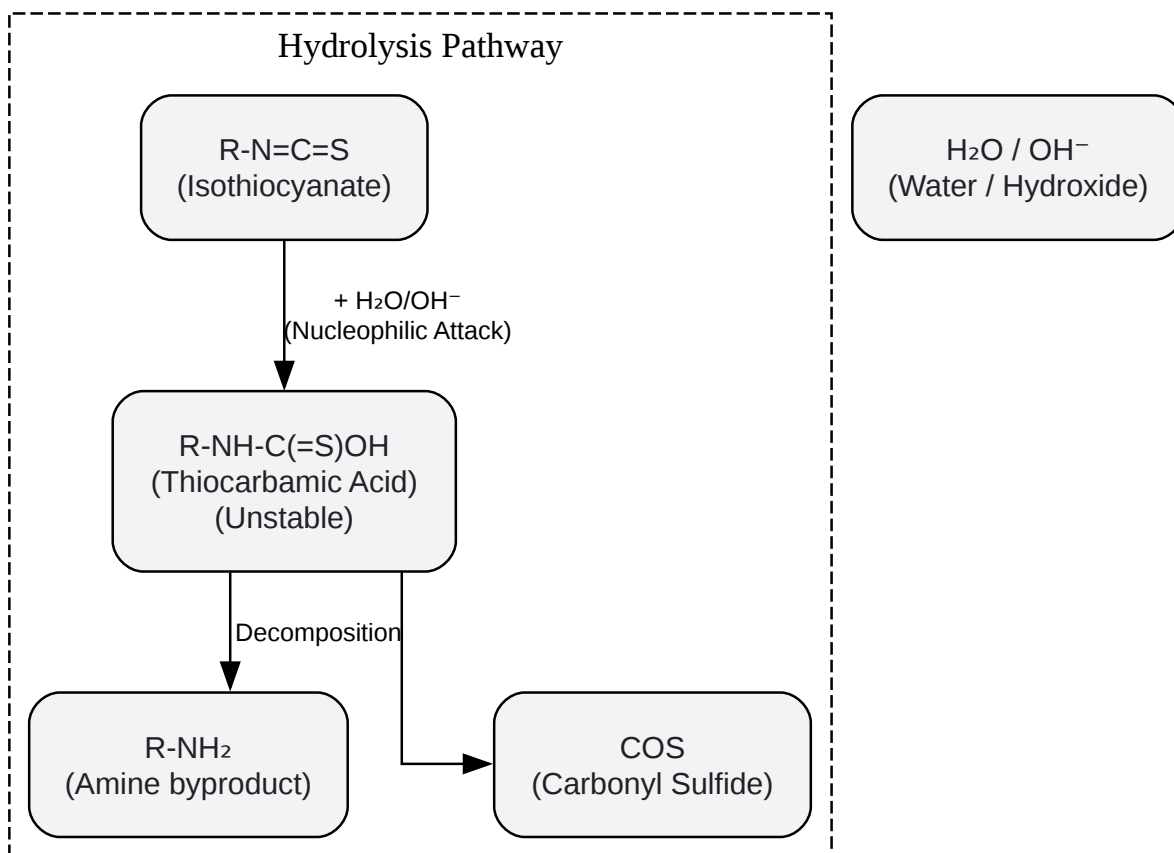 Hydrolysis Pathway
R-N=C=S
(Isothiocyanate)
H₂O / OH⁻
(Water / Hydroxide)
+ H₂O/OH⁻
(Nucleophilic Attack)
R-NH-C(=S)OH
(Thiocarbamic Acid)
(Unstable)
Decomposition
R-NH₂
(Amine byproduct)
COS
(Carbonyl Sulfide)